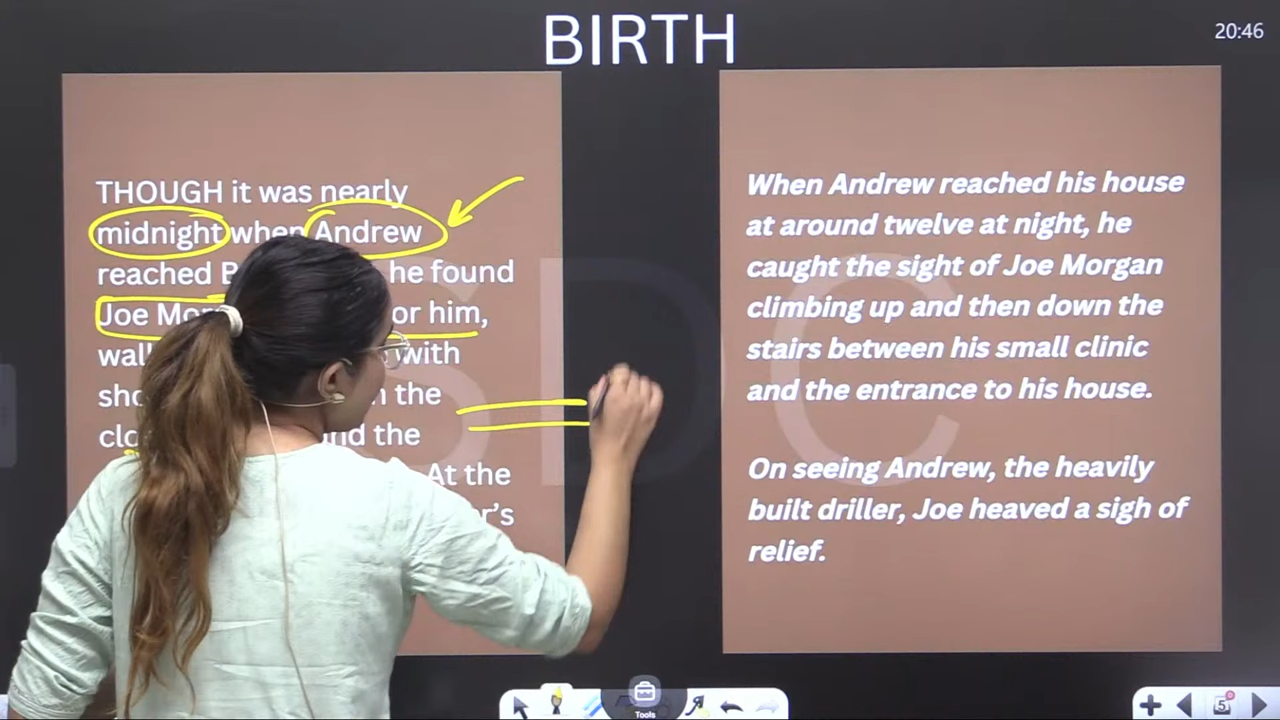 BIRTH
20:46
THOUGH it was nearly
midnight when Andrew
reached he found
Joe him,
with
the
the
At the
When Andrew reached his house
at around twelve at night, he
caught the sight of Joe Morgan
climbing up and then down the
stairs between his small clinic
and the entrance to his house.
On seeing Andrew, the heavily
built driller, Joe heaved a sigh of
relief.
SDC
5
Tools